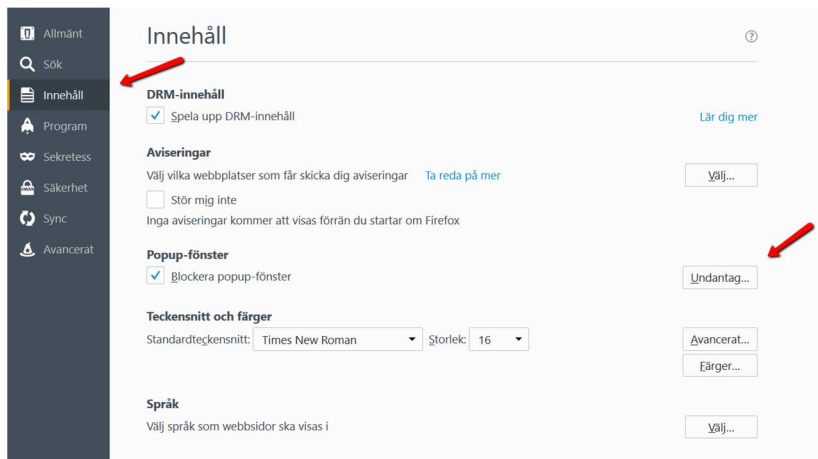 Allmänt
Sök
Innehåll
Program
Sekretess
Säkerhet
Sync
Avancerat
Innehåll
?
DRM-innehåll
Spela upp DRM-innehåll
Lär dig mer
Aviseringar
Välj vilka webbplatser som får skicka dig aviseringar Ta reda på mer
Välj...
Stör mig inte
Inga aviseringar kommer att visas förrän du startar om Firefox
Popup-fönster
Blockera popup-fönster
Undantag...
Teckensnitt och färger
Standardteckensnitt: Times New Roman Storlek: 16
Avancerat...
Färger...
Språk
Välj språk som webbsidor ska visas i
Välj...